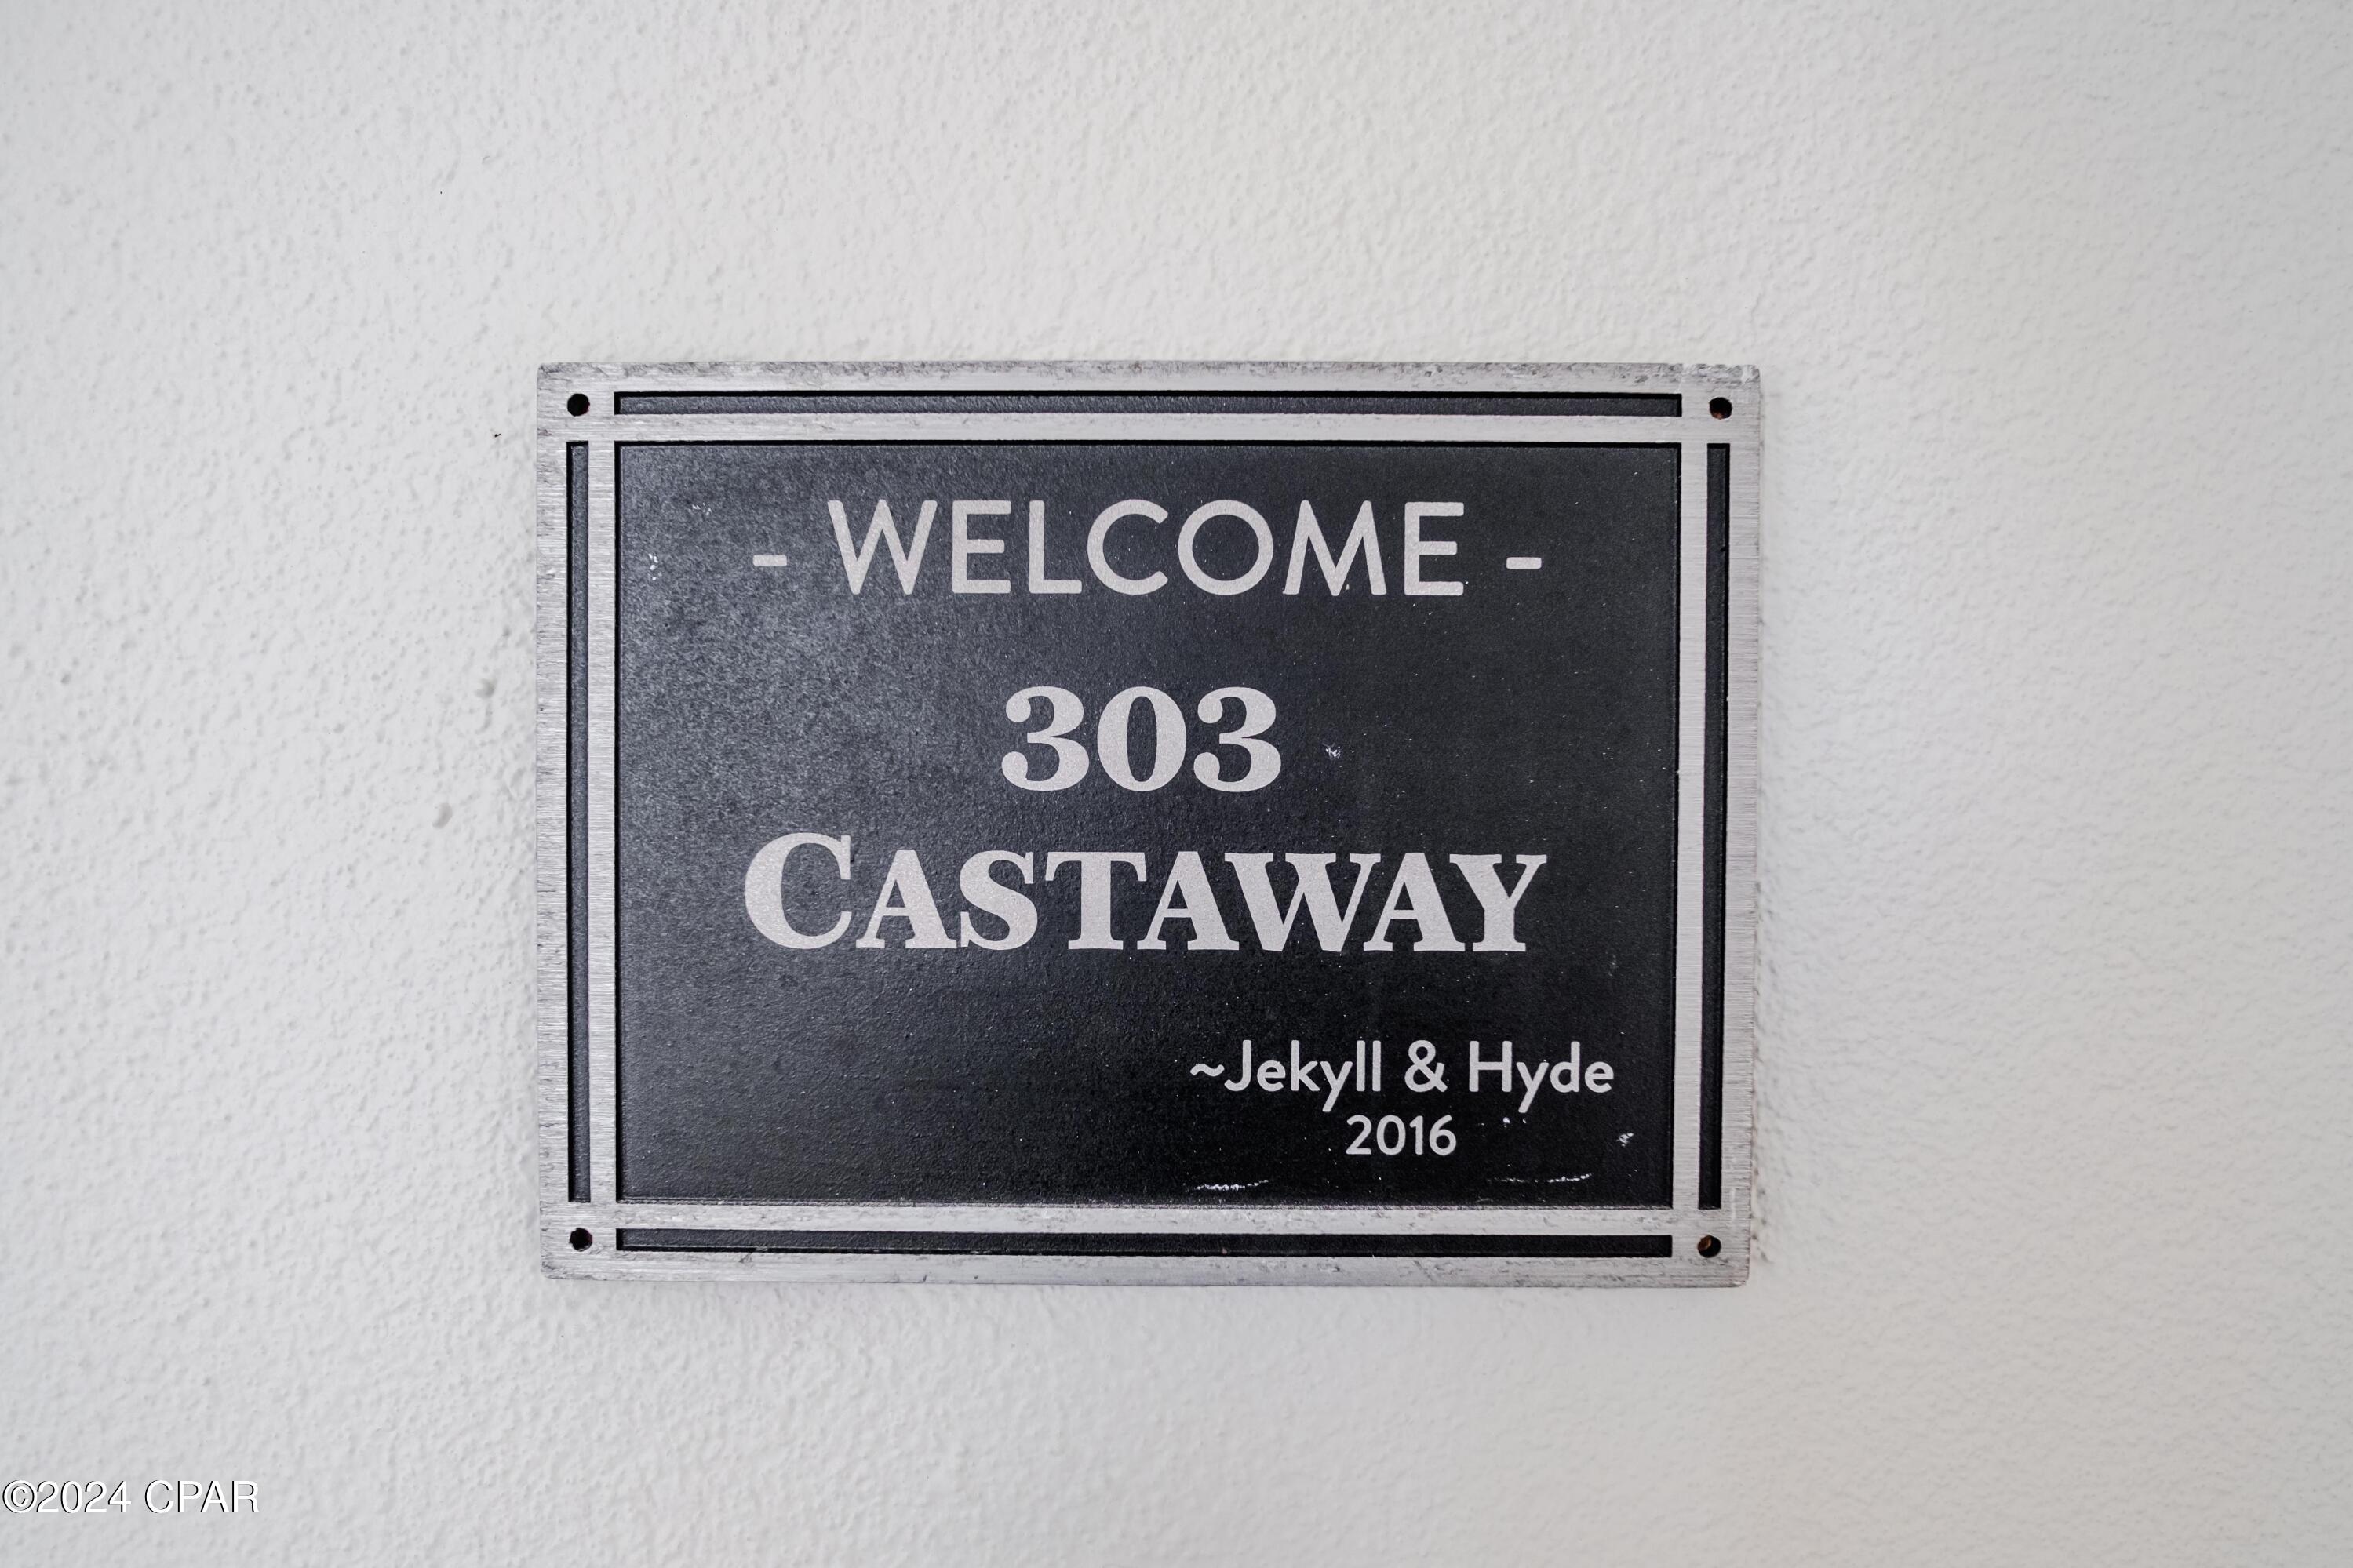 - WELCOME -
303
CASTAWAY
~Jekyll & Hyde
2016
©2024 CPAR